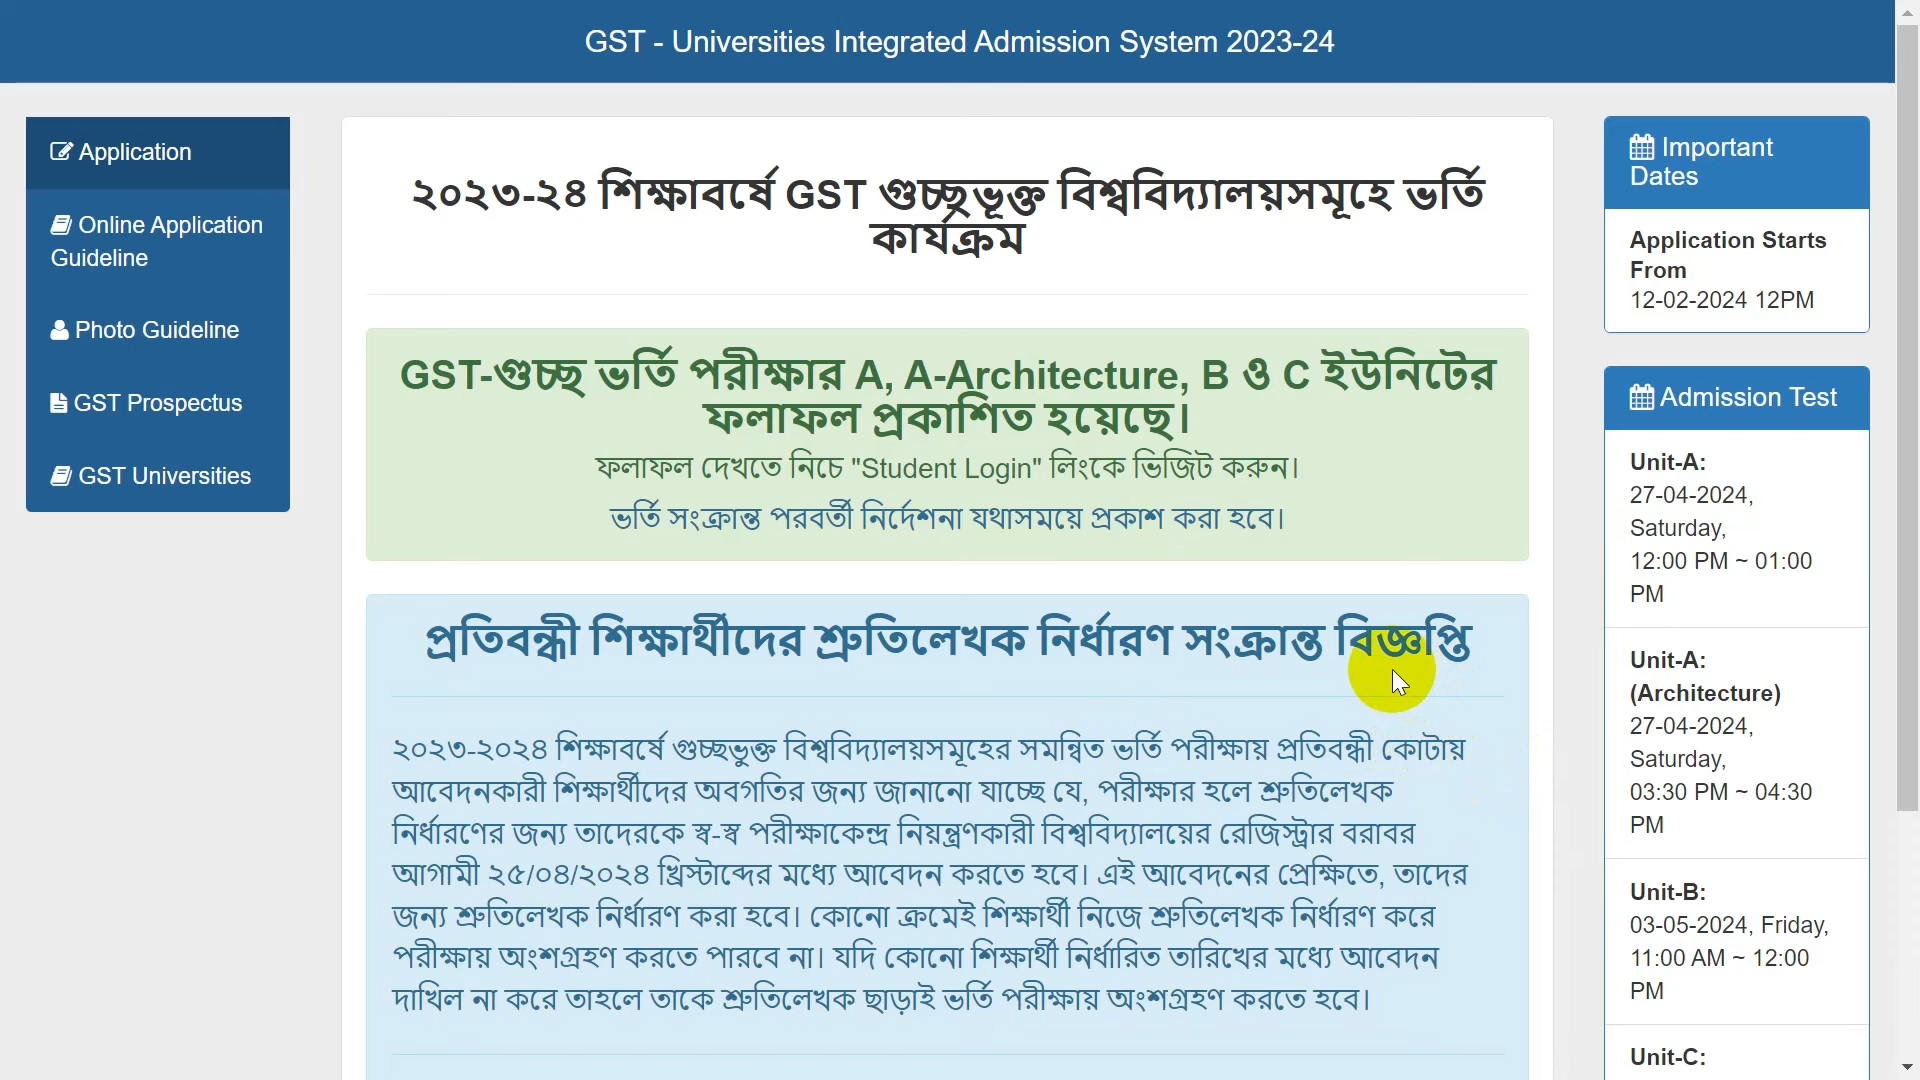 GST - Universities Integrated Admission System 2023-24
Application
Online Application
Guideline
Photo Guideline
GST Prospectus
GST Universities
২০২৩-২৪ শিক্ষাবর্ষে GST গুচ্ছভূক্ত বিশ্ববিদ্যালয়সমূহে ভর্তি
কার্যক্রম
GST-গুচ্ছ ভর্তি পরীক্ষার A, A-Architecture, B ও C ইউনিটের
ফলাফল প্রকাশিত হয়েছে।
ফলাফল দেখতে নিচে "Student Login" লিংকে ভিজিট করুন।
ভর্তি সংক্রান্ত পরবর্তী নির্দেশনা যথাসময়ে প্রকাশ করা হবে।
প্রতিবন্ধী শিক্ষার্থীদের শ্রুতিলেখক নির্ধারণ সংক্রান্ত বিজ্ঞপ্তি
২০২৩-২০২৪ শিক্ষাবর্ষে গুচ্ছভুক্ত বিশ্ববিদ্যালয়সমূহের সমন্বিত ভর্তি পরীক্ষায় প্রতিবন্ধী কোটায়
আবেদনকারী শিক্ষার্থীদের অবগতির জন্য জানানো যাচ্ছে যে, পরীক্ষার হলে শ্রুতিলেখক
নির্ধারণের জন্য তাদেরকে স্ব-স্ব পরীক্ষাকেন্দ্র নিয়ন্ত্রণকারী বিশ্ববিদ্যালয়ের রেজিস্ট্রার বরাবর
আগামী ২৫/০৪/২০২৪ খ্রিস্টাব্দের মধ্যে আবেদন করতে হবে। এই আবেদনের প্রেক্ষিতে, তাদের
জন্য শ্রুতিলেখক নির্ধারণ করা হবে। কোনো ক্রমেই শিক্ষার্থী নিজে শ্রুতিলেখক নির্ধারণ করে
পরীক্ষায় অংশগ্রহণ করতে পারবে না। যদি কোনো শিক্ষার্থী নির্ধারিত তারিখের মধ্যে আবেদন
দাখিল না করে তাহলে তাকে শ্রুতিলেখক ছাড়াই ভর্তি পরীক্ষায় অংশগ্রহণ করতে হবে।
Important
Dates
Application Starts
From
12-02-2024 12PM
Admission Test
Unit-A:
27-04-2024,
Saturday,
12:00 PM ~ 01:00
PM
Unit-A:
(Architecture)
27-04-2024,
Saturday,
03:30 PM ~ 04:30
PM
Unit-B:
03-05-2024, Friday,
11:00 AM ~ 12:00
PM
Unit-C: